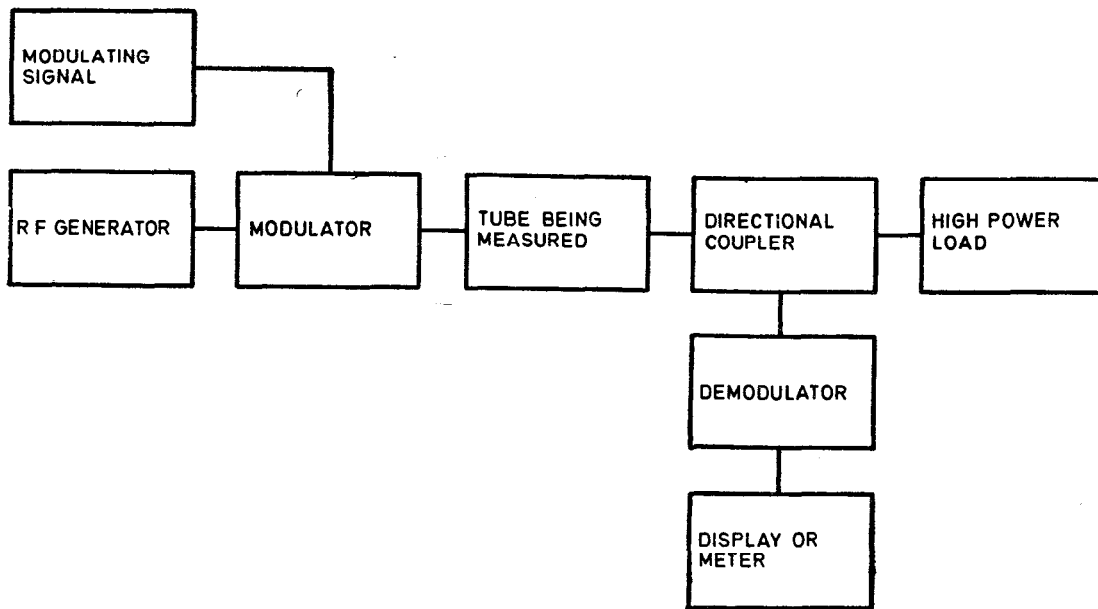 MODULATING
SIGNAL
R F GENERATOR
MODULATOR
TUBE BEING
MEASURED
DIRECTIONAL
COUPLER
HIGH POWER
LOAD
DEMODULATOR
DISPLAY OR
METER